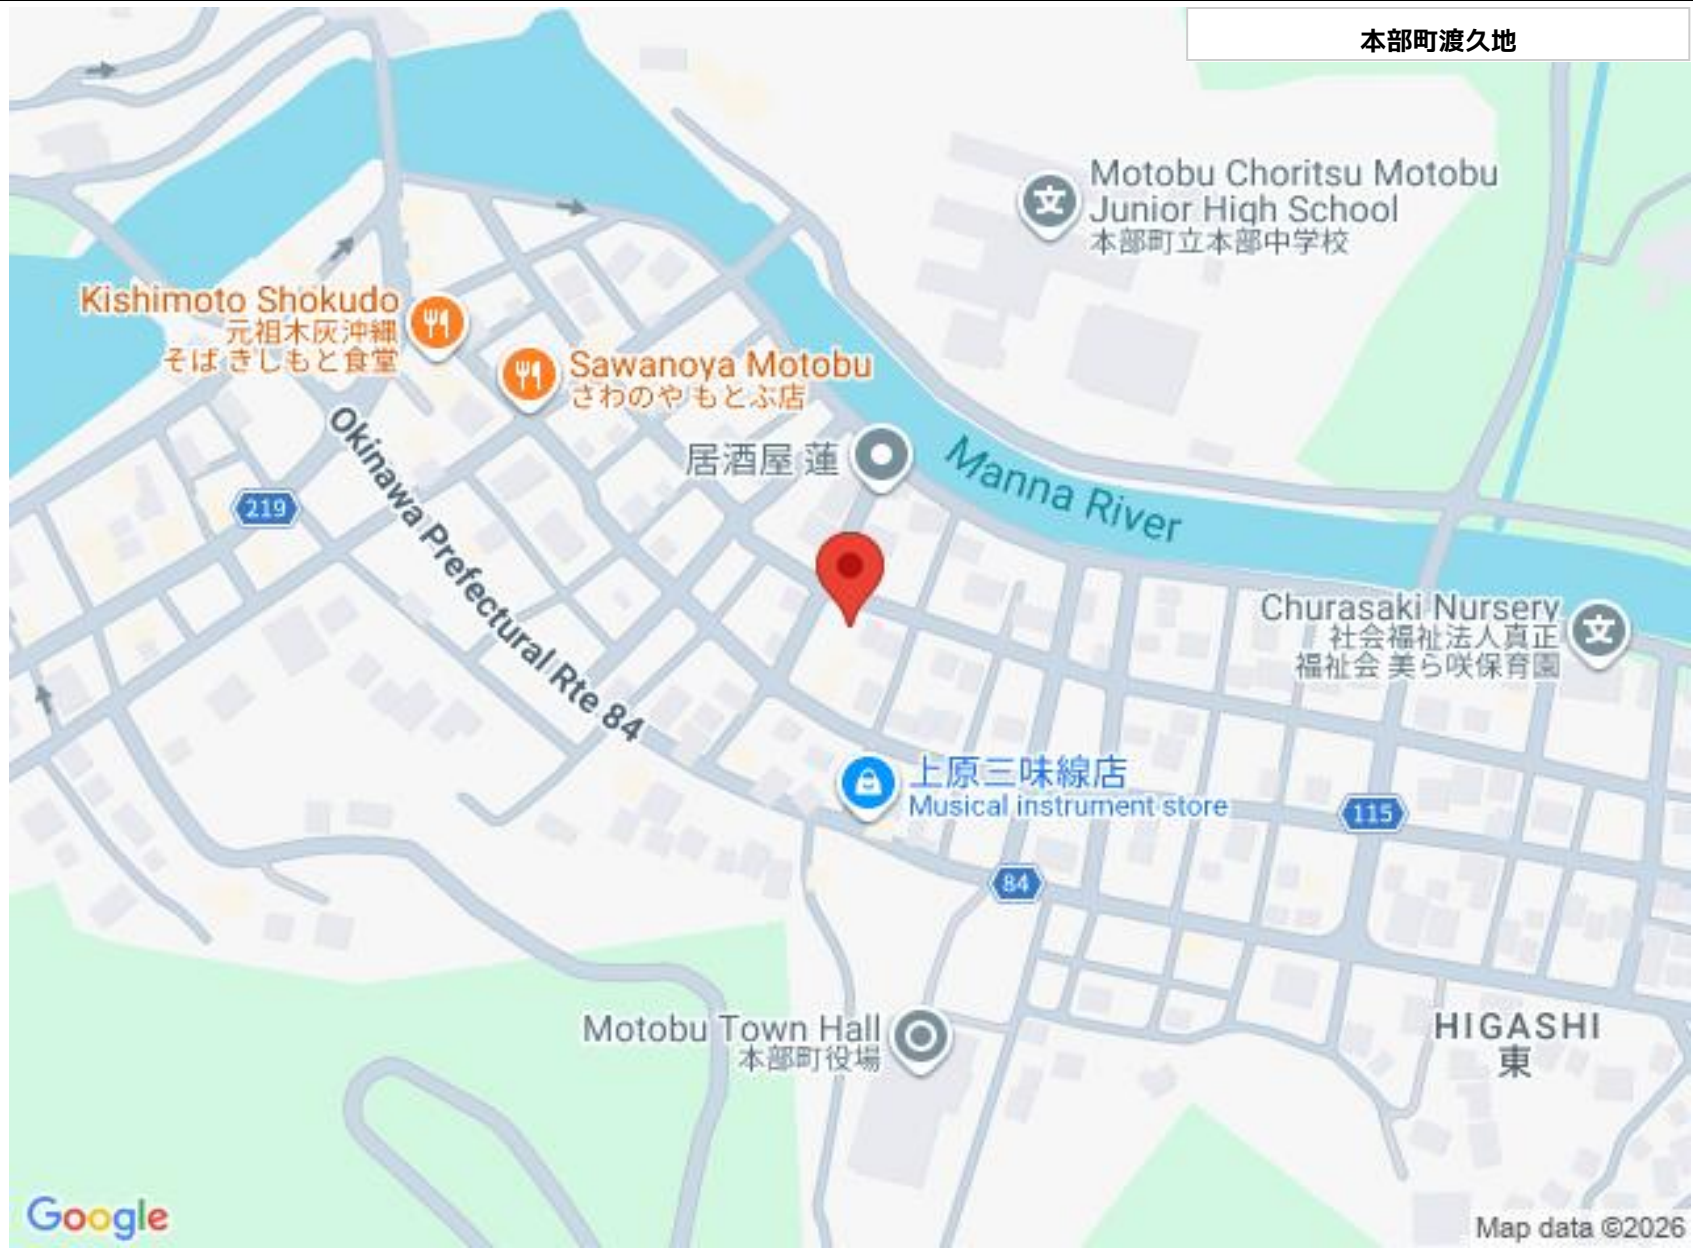 本部町渡久地
Motobu Choritsu Motobu
Junior High School
本部町立本部中学校
Kishimoto Shokudo
元祖木灰沖縄
そば きしもと食堂
Sawanoya Motobu
さわのや もとぶ店
居酒屋 蓮
Manna River
219
Okinawa Prefectural Rte 84
Churasaki Nursery
社会福祉法人真正
福祉会 美ら咲保育園
上原三味線店
Musical instrument store
115
84
Motobu Town Hall
本部町役場
HIGASHI
東
Google
Map data ©2026